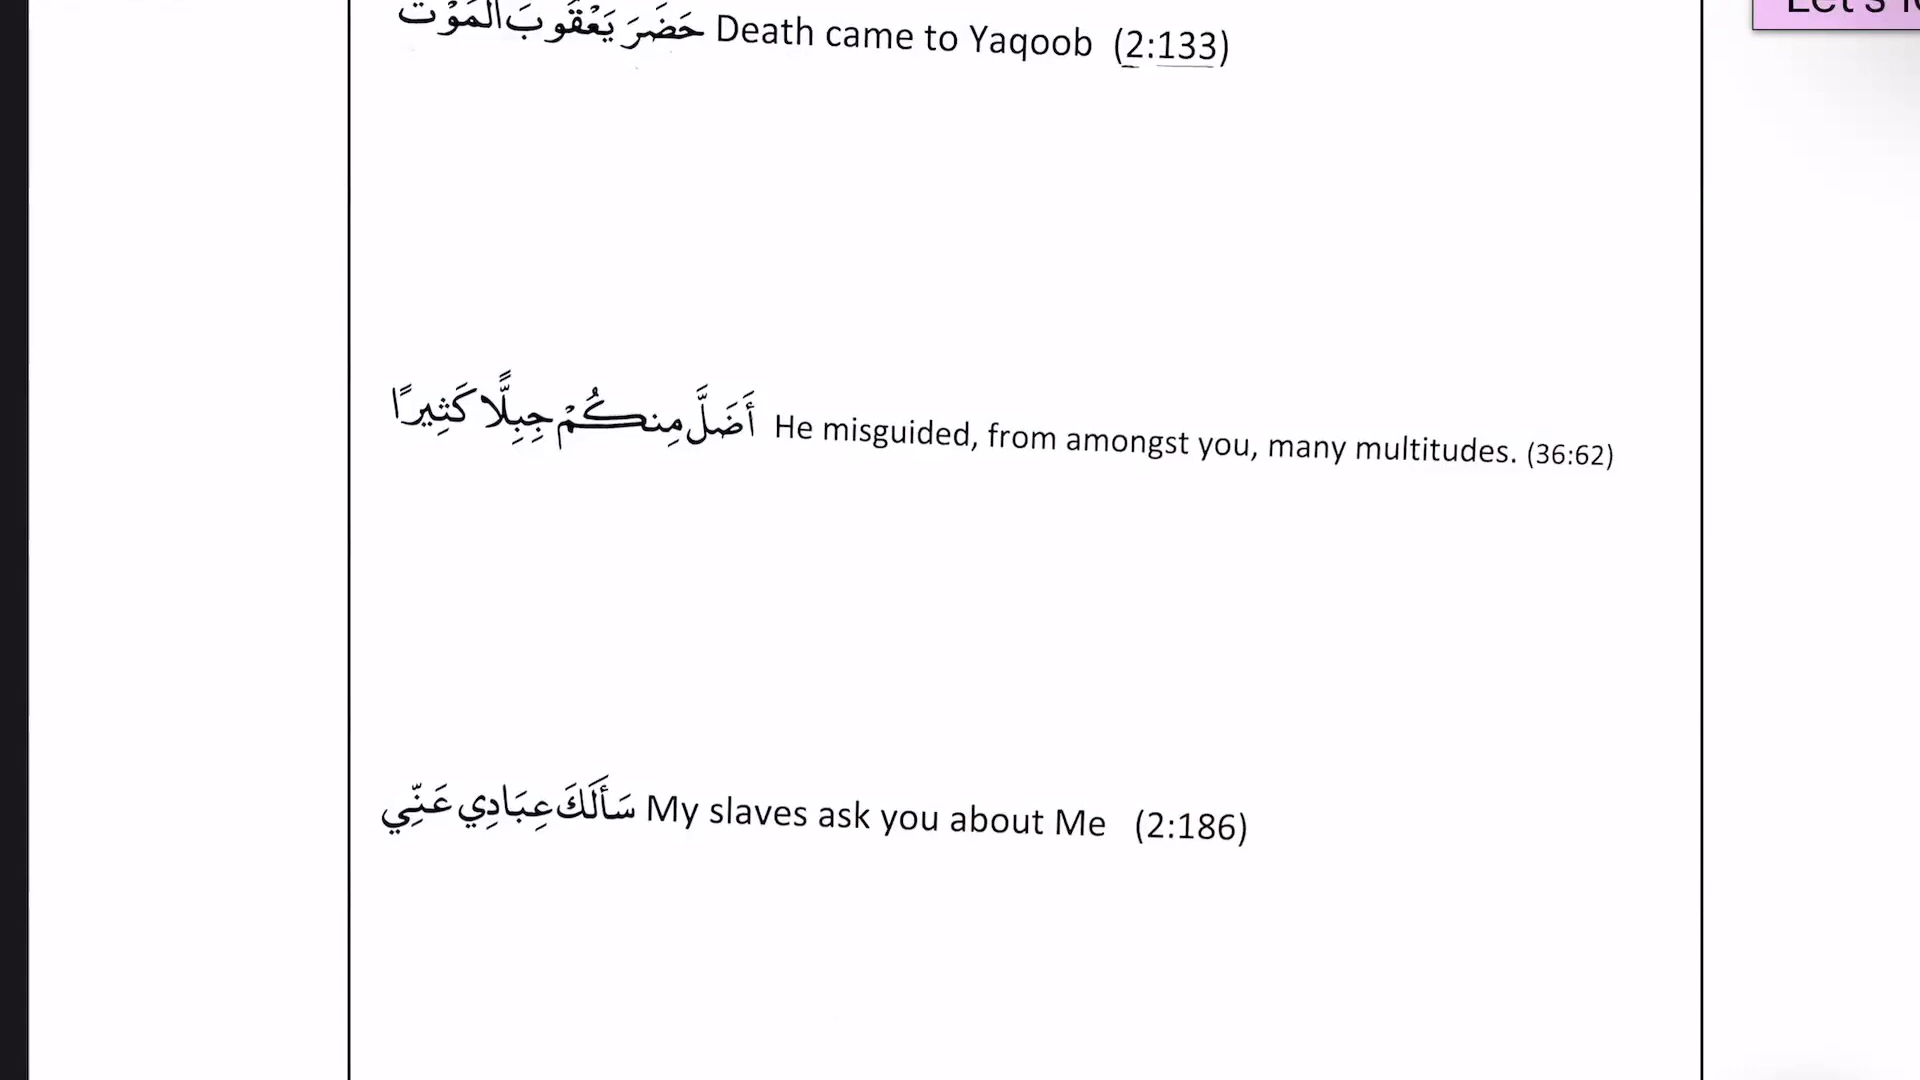 Let's
حَضَرَ يَعْقُوبَ الْمَوْتُ Death came to Yaqoob (2:133)
أَضَلَّ مِنكُمْ جِبِلًّا كَثِيرًا He misguided, from amongst you, many multitudes. (36:62)
سَأَلَكَ عِبَادِي عَنِّي My slaves ask you about Me (2:186)